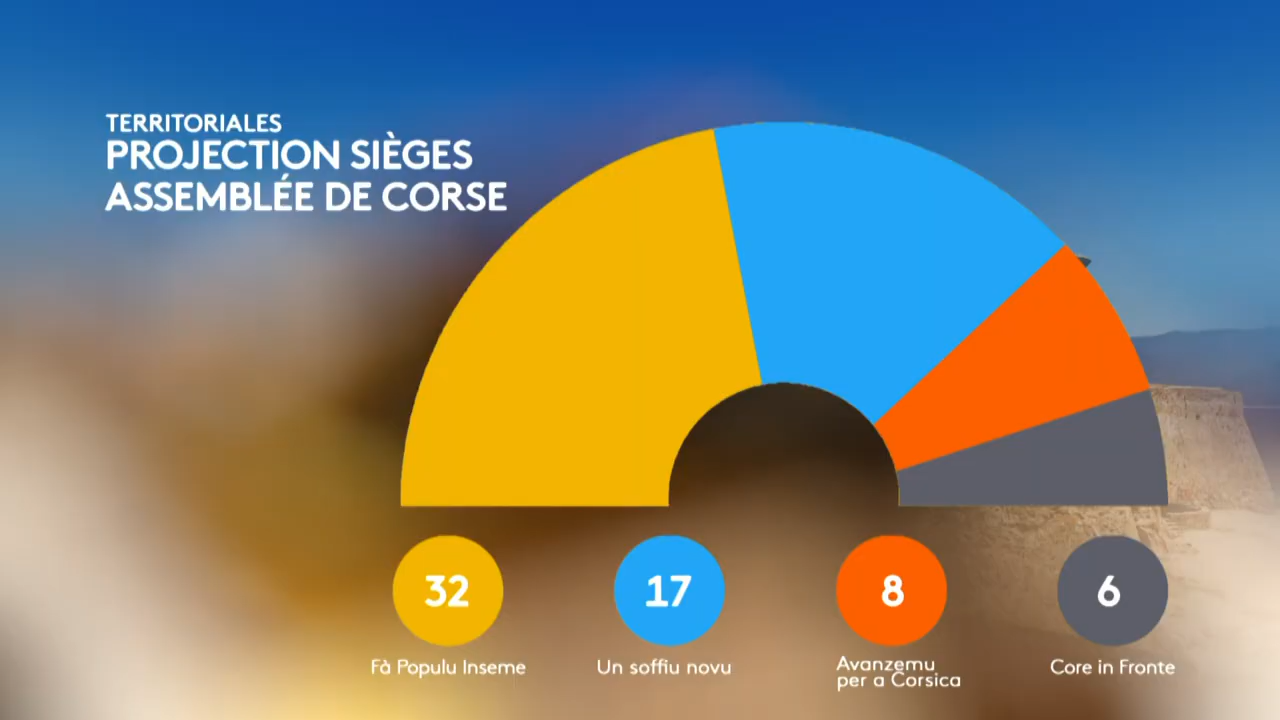 TERRITORIALES
PROJECTION SIÈGES
ASSEMBLÉE DE CORSE
32
17
8
6
Fà Populu Inseme
Un soffiu novu
Avanzemu
per a Corsica
Core in Fronte